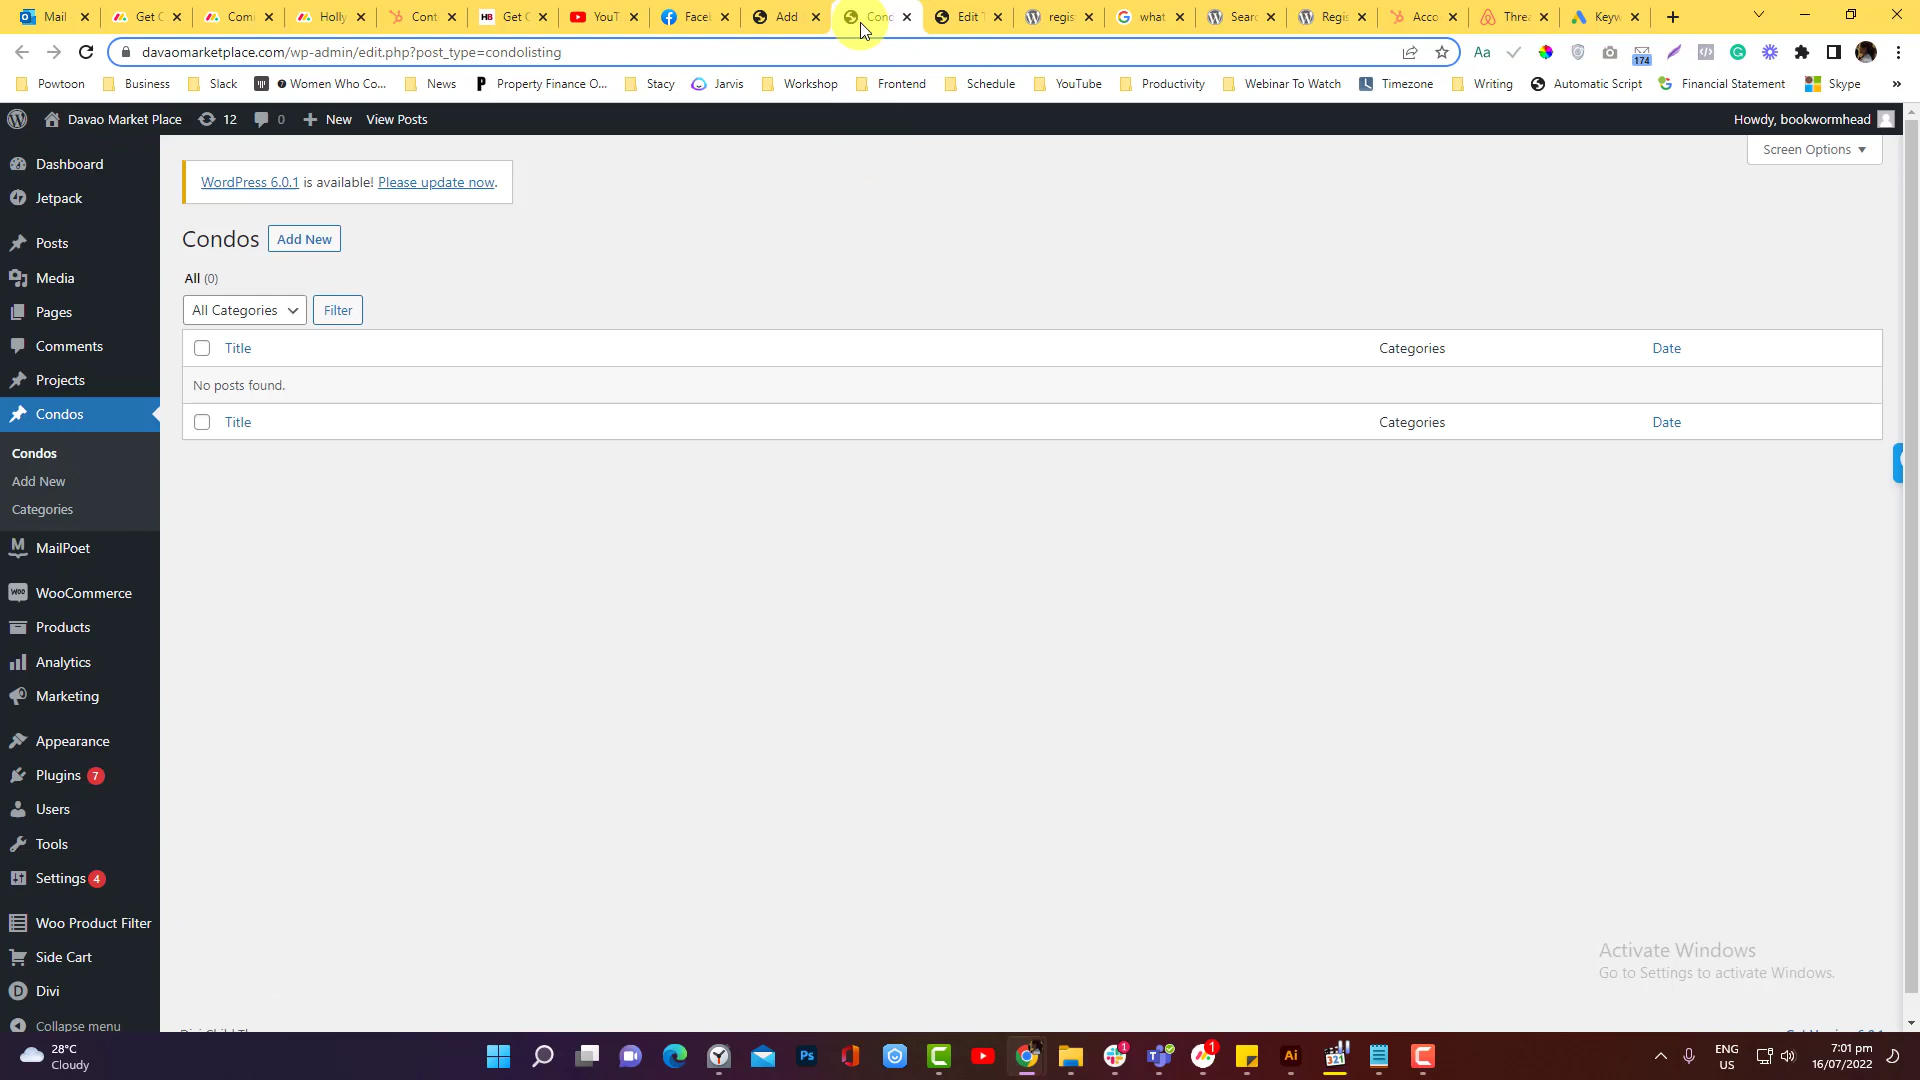 Mail
Get C
Com
Holly
Cont
Get C
YouT
Faceb
Add
Conc
Edit T
regis
what
Searc
Regis
Acco
Threa
Keyw
davaomarketplace.com/wp-admin/edit.php?post_type=condolisting
Aa
174
Powtoon
Business
Slack
❼ Women Who Co...
News
Property Finance O...
Stacy
Jarvis
Workshop
Frontend
Schedule
YouTube
Productivity
Webinar To Watch
Timezone
Writing
Automatic Script
Financial Statement
Skype
»
Davao Market Place
12
0
New
View Posts
Howdy, bookwormhead
Screen Options
Dashboard
Jetpack
Posts
Media
Pages
Comments
Projects
Condos
Condos
Add New
Categories
MailPoet
WooCommerce
Products
Analytics
Marketing
Appearance
Plugins 7
Users
Tools
Settings 4
Woo Product Filter
Side Cart
Divi
Collapse menu
WordPress 6.0.1 is available! Please update now.
Condos Add New
All (0)
All Categories Filter
Title Categories Date
No posts found.
Title Categories Date
Activate Windows
Go to Settings to activate Windows.
28°C
Cloudy
ENG
US
7:01 pm
16/07/2022